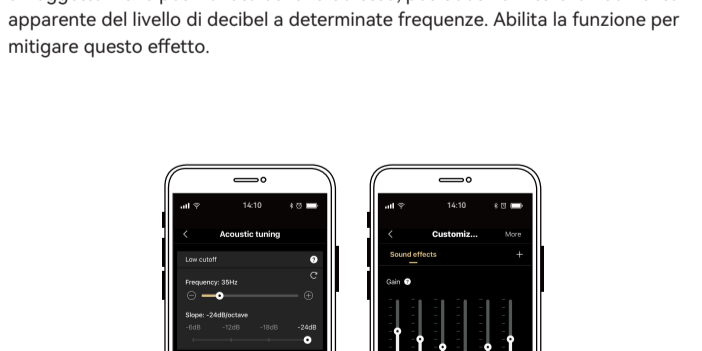 apparente del livello di decibel a determinate frequenze. Abilita la funzione per
mitigare questo effetto.
14:10
Acoustic tuning
Low cutoff
?
Frequency: 35Hz
Slope: -24dB/octave
-6dB -12dB -18dB -24dB
14:10
Customiz... More
Sound effects +
Gain ?